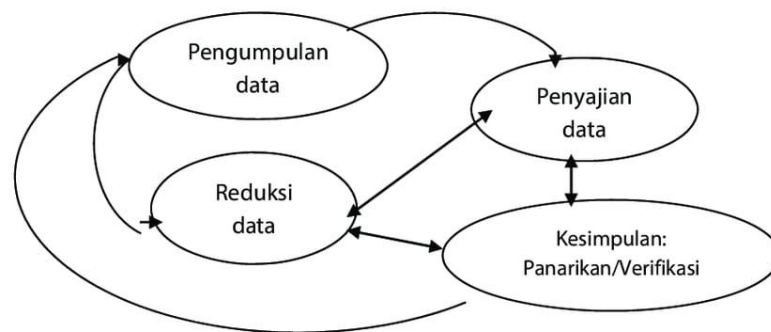 Pengumpulan
data
Penyajian
data
Reduksi
data
Kesimpulan:
Panarikan/Verifikasi